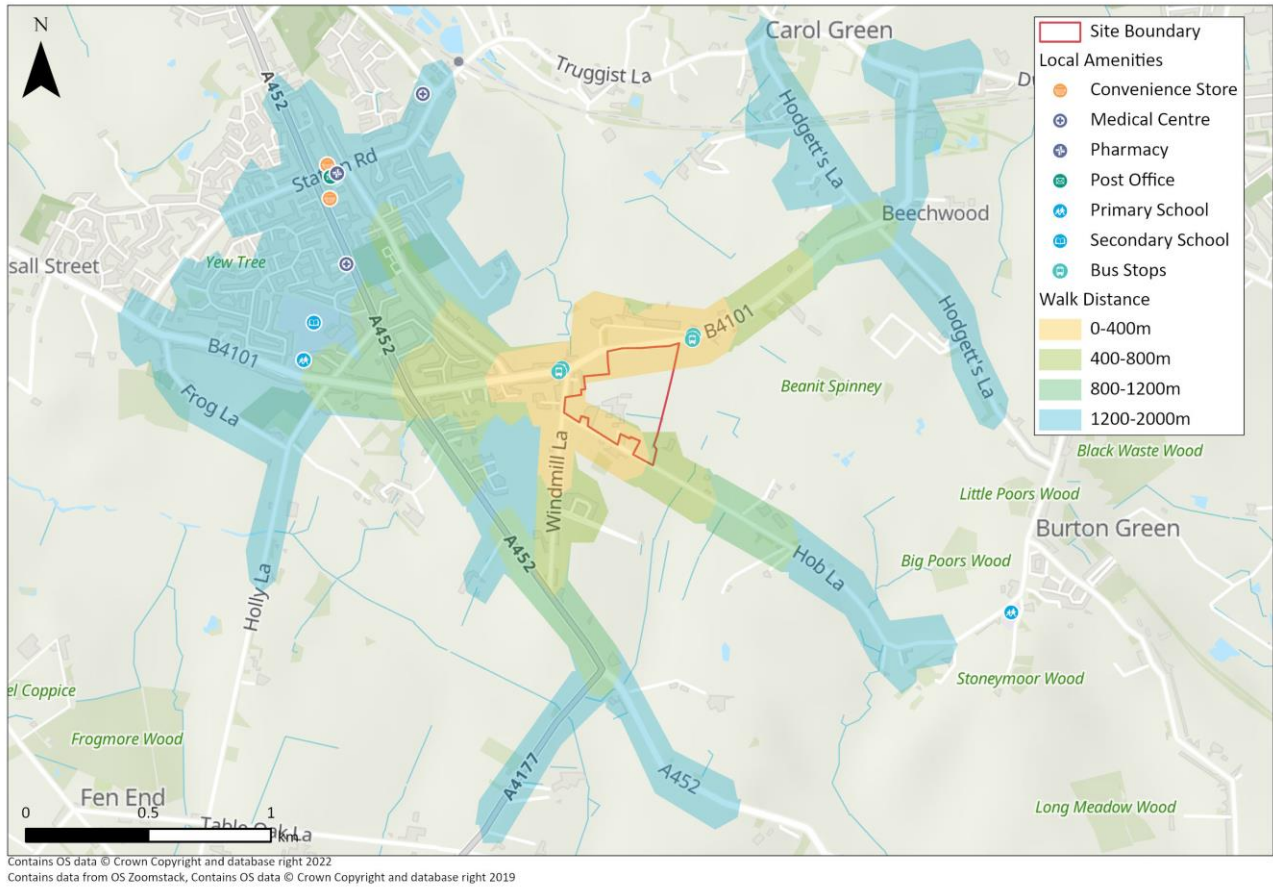 N
A452
Truggist La
Carol Green
Du
Hodgett's La
Station Rd
Beechwood
sall Street
Yew Tree
A452
B4101
B4101
Hodgett's La
Beanit Spinney
Frog La
Windmill La
Black Waste Wood
Little Poors Wood
Burton Green
A452
Hob La
Big Poors Wood
Holly La
Stoneymoor Wood
el Coppice
Frogmore Wood
A4177
A452
Fen End
Long Meadow Wood
Table Oak La
0 0.5 1
km
Site Boundary
Local Amenities
Convenience Store
Medical Centre
Pharmacy
Post Office
Primary School
Secondary School
Bus Stops
Walk Distance
0-400m
400-800m
800-1200m
1200-2000m
Contains OS data © Crown Copyright and database right 2022
Contains data from OS Zoomstack, Contains OS data © Crown Copyright and database right 2019